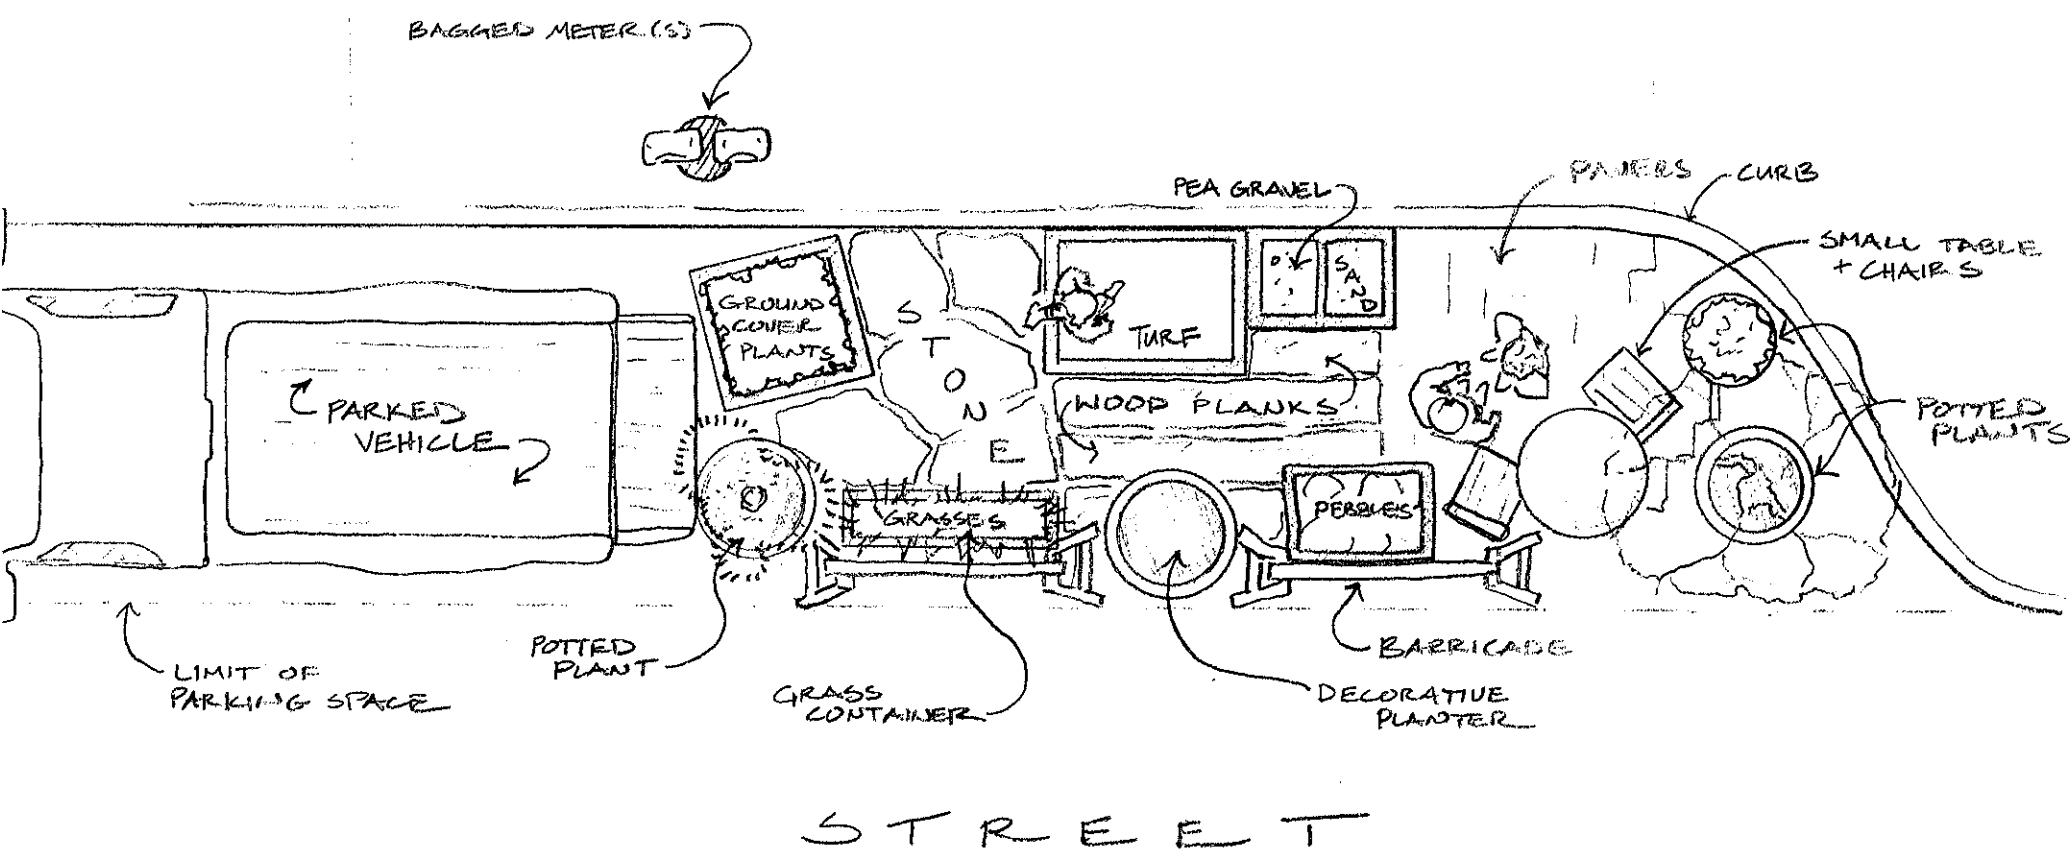 BAGGED METER(S)
PEA GRAVEL
PAVERS
CURB
SMALL TABLE
+ CHAIRS
GROUND
COVER
PLANTS
STONE
TURF
SAND
PARKED
VEHICLE
WOOD PLANKS
POTTED
PLANTS
GRASSES
PEBBLES
LIMIT OF
PARKING SPACE
POTTED
PLANT
GRASS
CONTAINER
BARRICADE
DECORATIVE
PLANTER
STREET